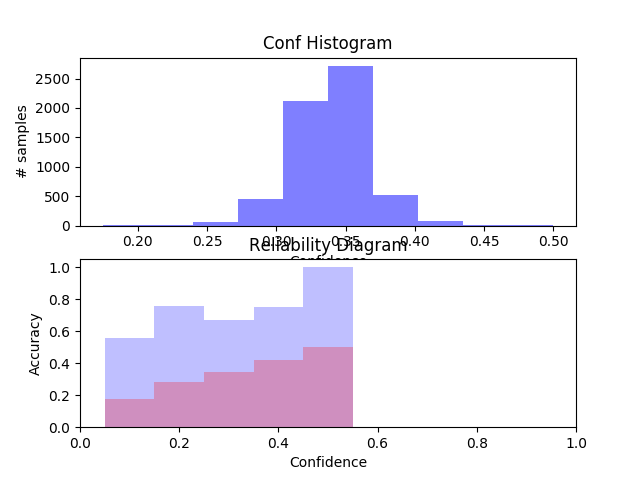 Conf Histogram
2500
2000
1500
1000
500
0
# samples
0.20 0.25 0.30 0.35 0.40 0.45 0.50
Confidence
Reliability Diagram
1.0
0.8
0.6
0.4
0.2
0.0
Accuracy
0.0 0.2 0.4 0.6 0.8 1.0
Confidence